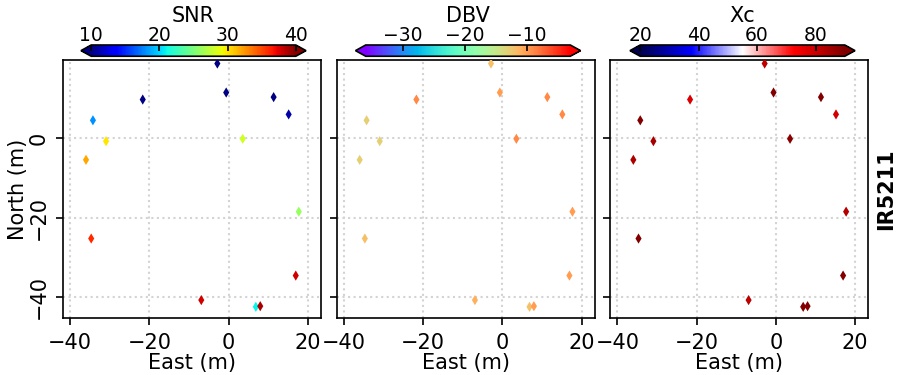 SNR DBV Xc
10 20 30 40 −30 −20 −10 20 40 60 80
North (m)
0
−20
−40
IR5211
−40 −20 0 20 −40 −20 0 20 −40 −20 0 20
East (m) East (m) East (m)